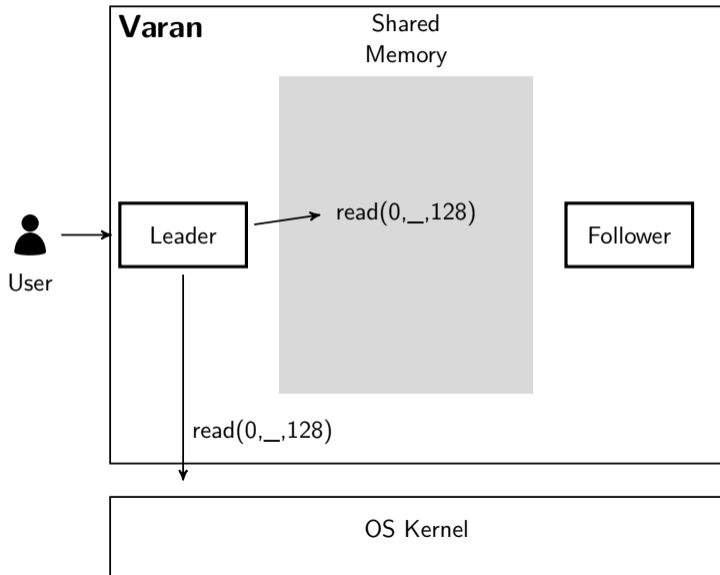 Varan
Shared
Memory
read(0,_,128)
Leader
Follower
User
read(0,_,128)
OS Kernel